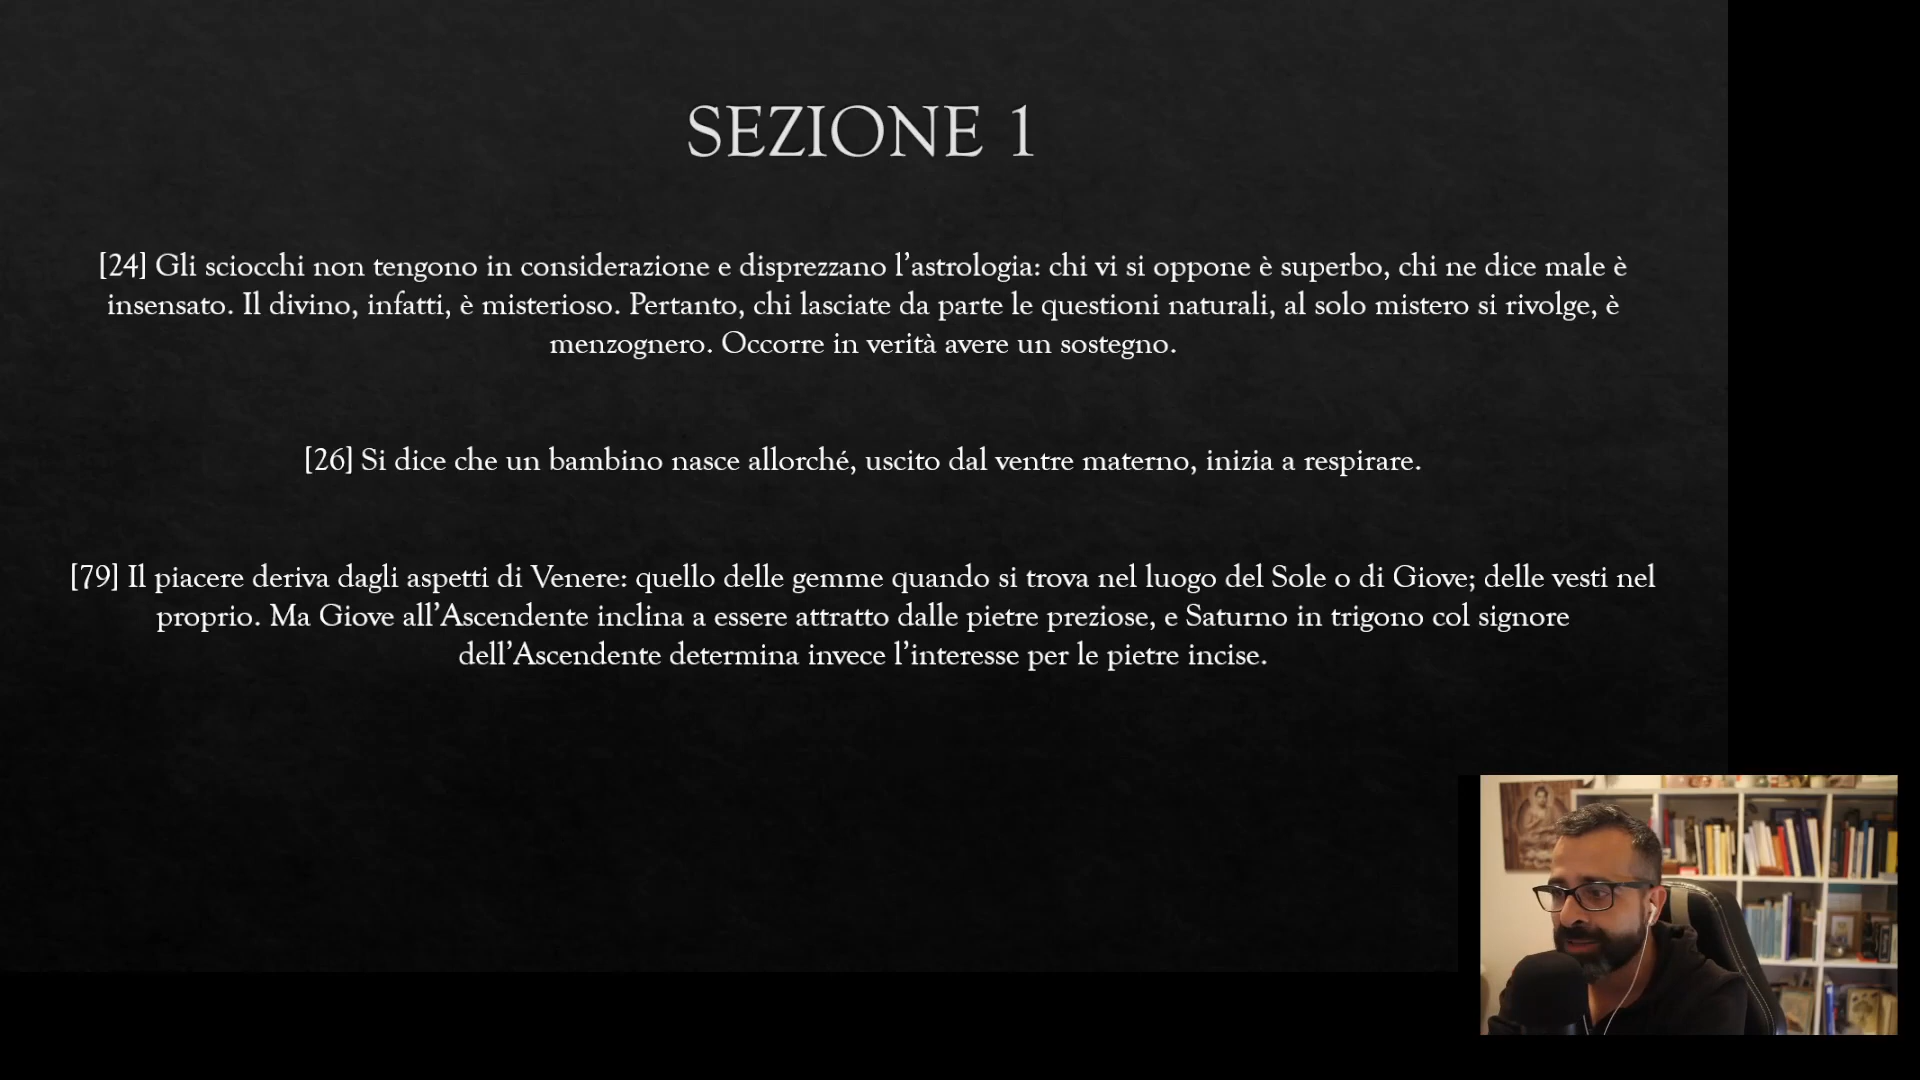 SEZIONE 1
[24] Gli sciocchi non tengono in considerazione e disprezzano l’astrologia: chi vi si oppone è superbo, chi ne dice male è
insensato. Il divino, infatti, è misterioso. Pertanto, chi lasciate da parte le questioni naturali, al solo mistero si rivolge, è
menzognero. Occorre in verità avere un sostegno.
[26] Si dice che un bambino nasce allorché, uscito dal ventre materno, inizia a respirare.
[79] Il piacere deriva dagli aspetti di Venere: quello delle gemme quando si trova nel luogo del Sole o di Giove; delle vesti nel
proprio. Ma Giove all’Ascendente inclina a essere attratto dalle pietre preziose, e Saturno in trigono col signore
dell’Ascendente determina invece l’interesse per le pietre incise.